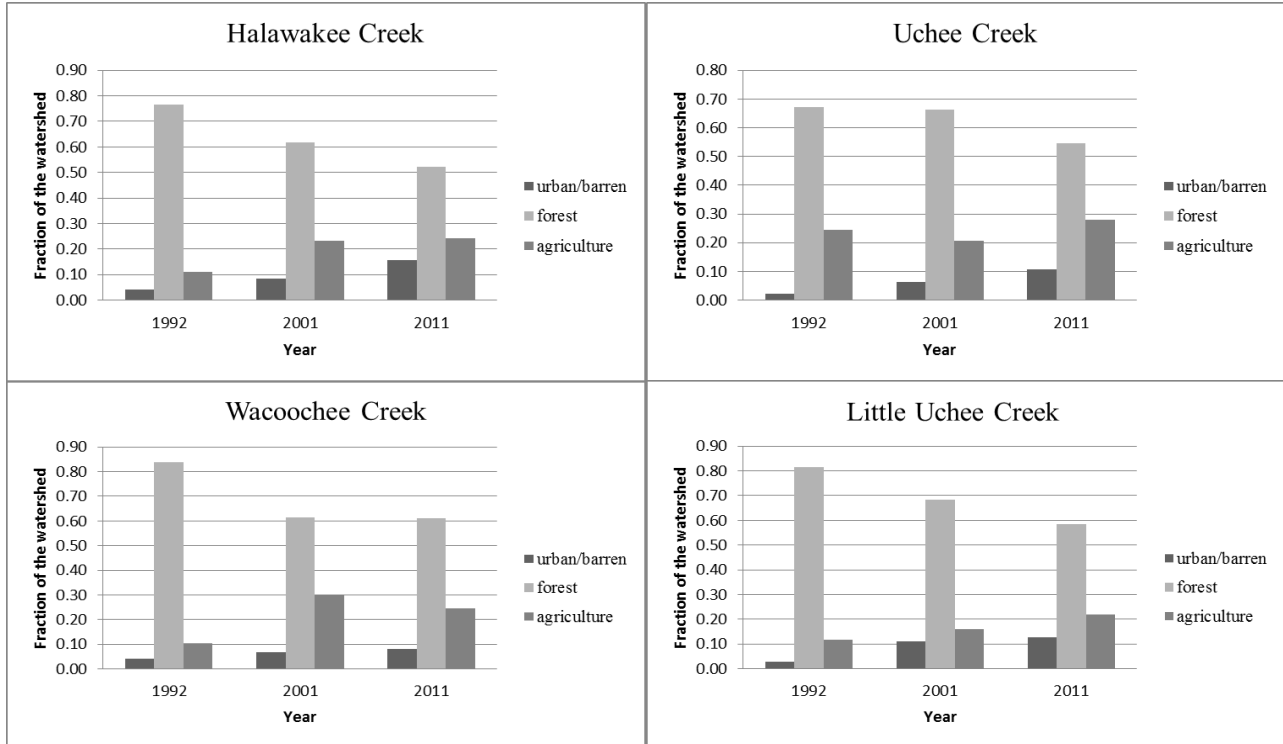 Halawakee Creek
Fraction of the watershed
0.90
0.80
0.70
0.60
0.50
0.40
0.30
0.20
0.10
0.00
1992 2001 2011
Year
urban/barren
forest
agriculture
Uchee Creek
Fraction of the watershed
0.80
0.70
0.60
0.50
0.40
0.30
0.20
0.10
0.00
1992 2001 2011
Year
urban/barren
forest
agriculture
Wacoochee Creek
Fraction of the watershed
0.90
0.80
0.70
0.60
0.50
0.40
0.30
0.20
0.10
0.00
1992 2001 2011
Year
urban/barren
forest
agriculture
Little Uchee Creek
Fraction of the watershed
0.90
0.80
0.70
0.60
0.50
0.40
0.30
0.20
0.10
0.00
1992 2001 2011
Year
urban/barren
forest
agriculture